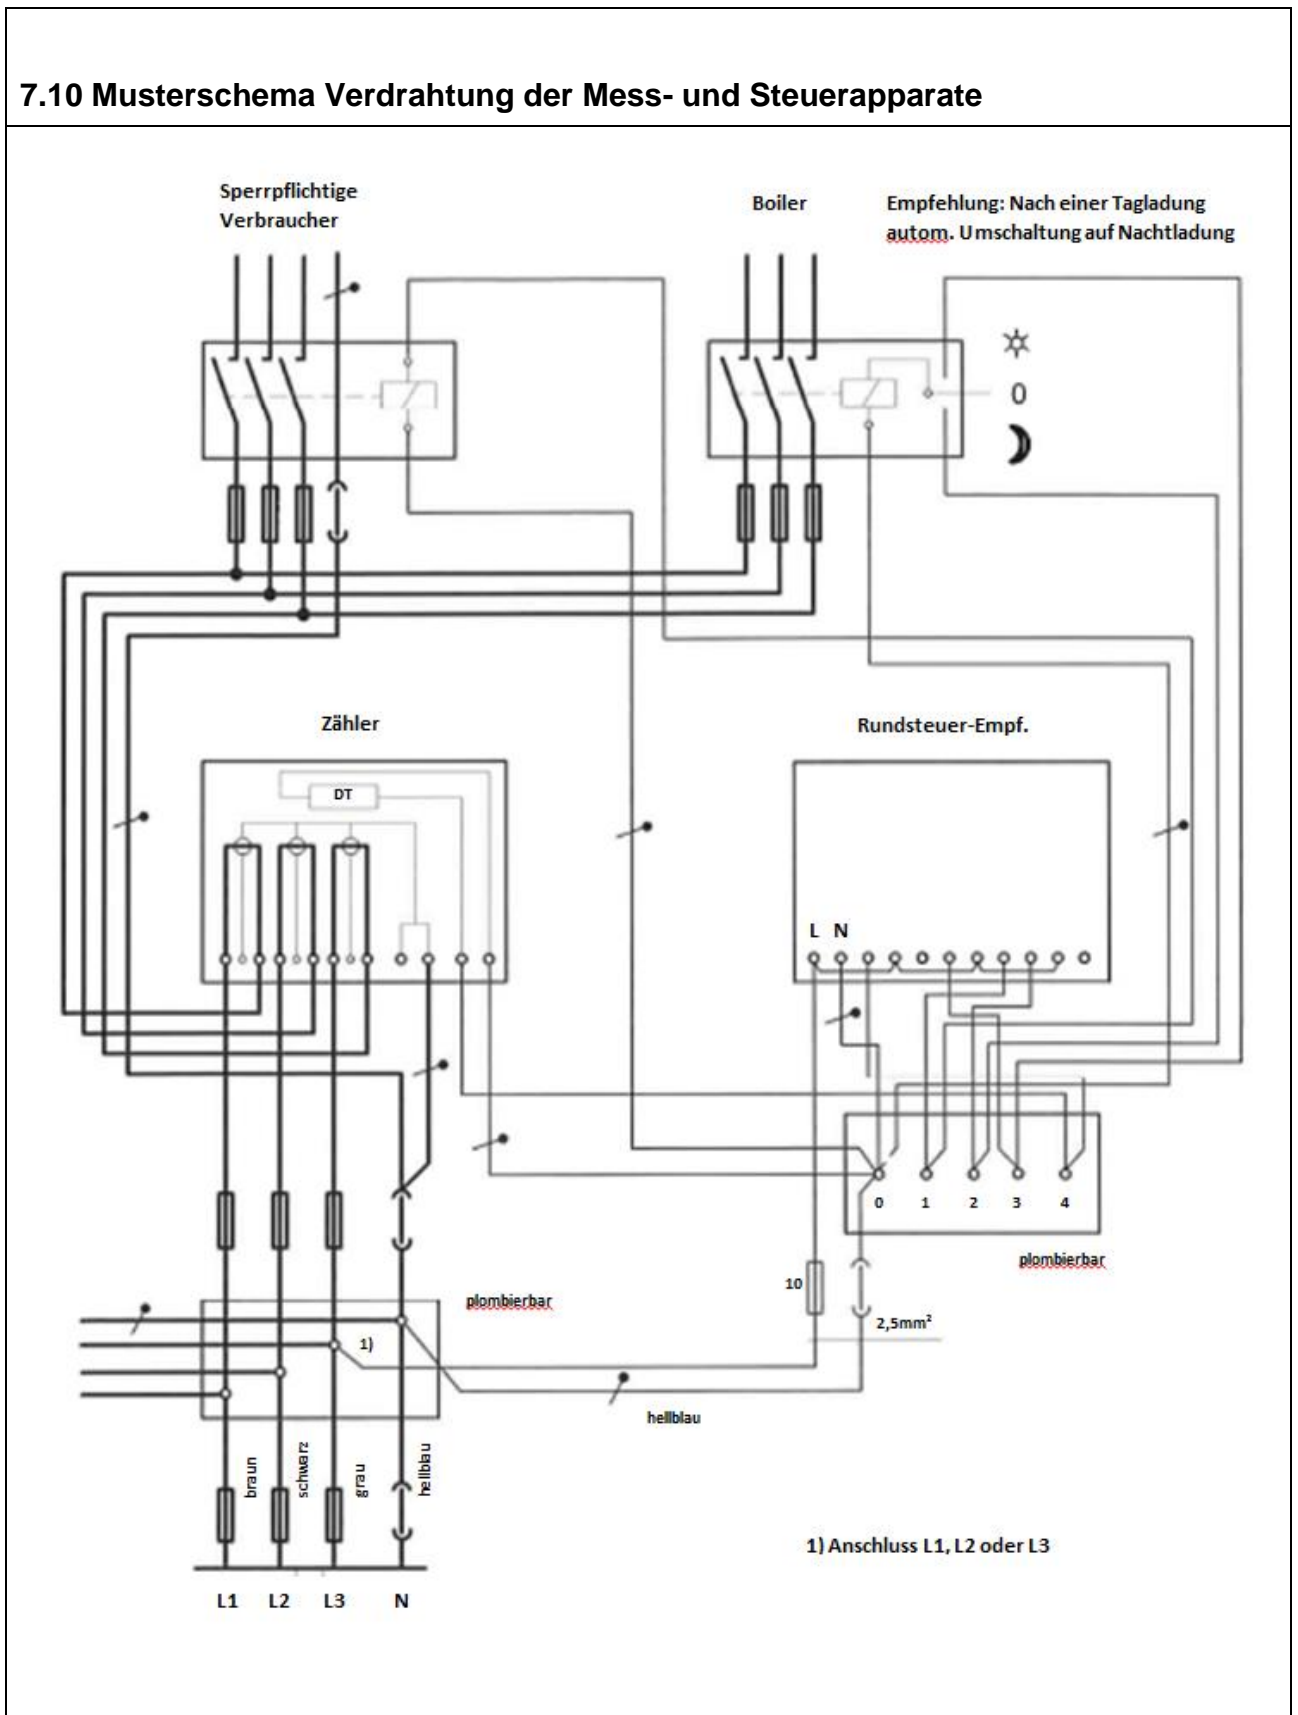 7.10 Musterschema Verdrahtung der Mess- und Steuerapparate
Sperrpflichtige
Verbraucher
Boiler
Empfehlung: Nach einer Tagladung
autom. Umschaltung auf Nachtladung
0
Zähler
Rundsteuer-Empf.
DT
L N
0 1 2 3 4
plombierbar
10
2,5mm²
plombierbar
1)
hellblau
braun
schwarz
grau
hellblau
1) Anschluss L1, L2 oder L3
L1 L2 L3 N